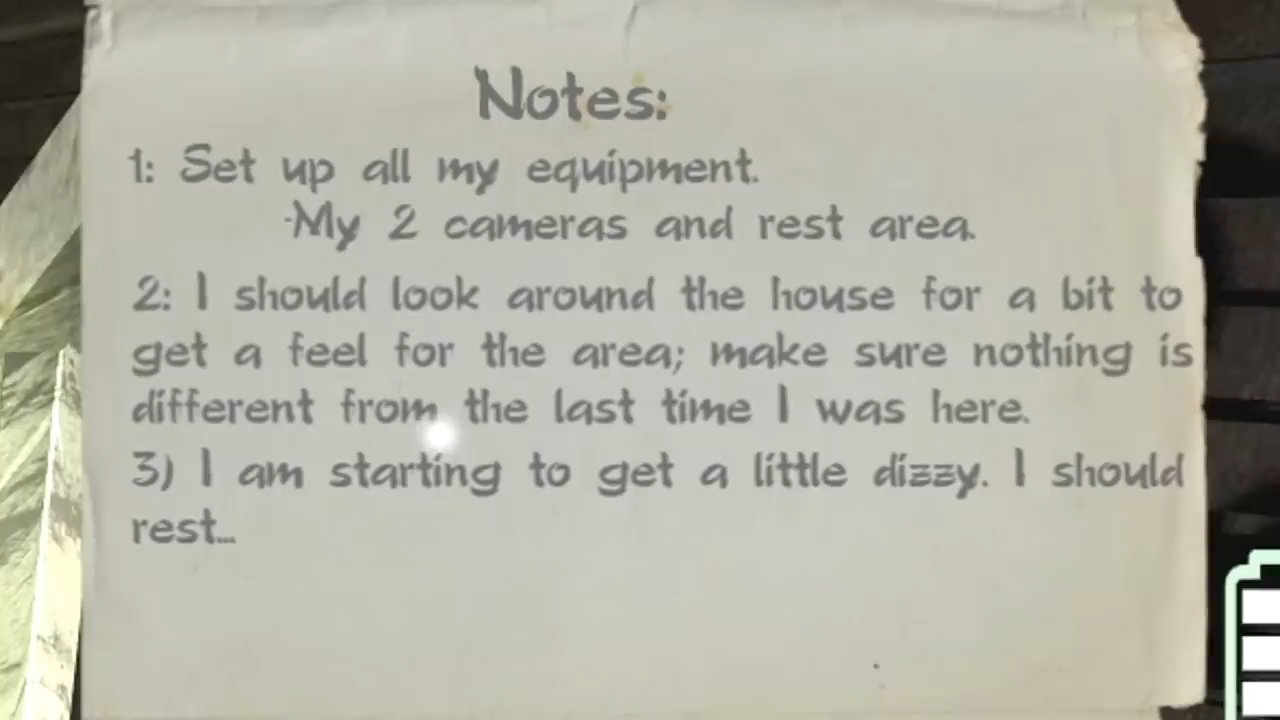 Notes:
1: Set up all my equipment.
-My 2 cameras and rest area.
2: I should look around the house for a bit to
get a feel for the area; make sure nothing is
different from the last time I was here.
3) I am starting to get a little dizzy. I should
rest...